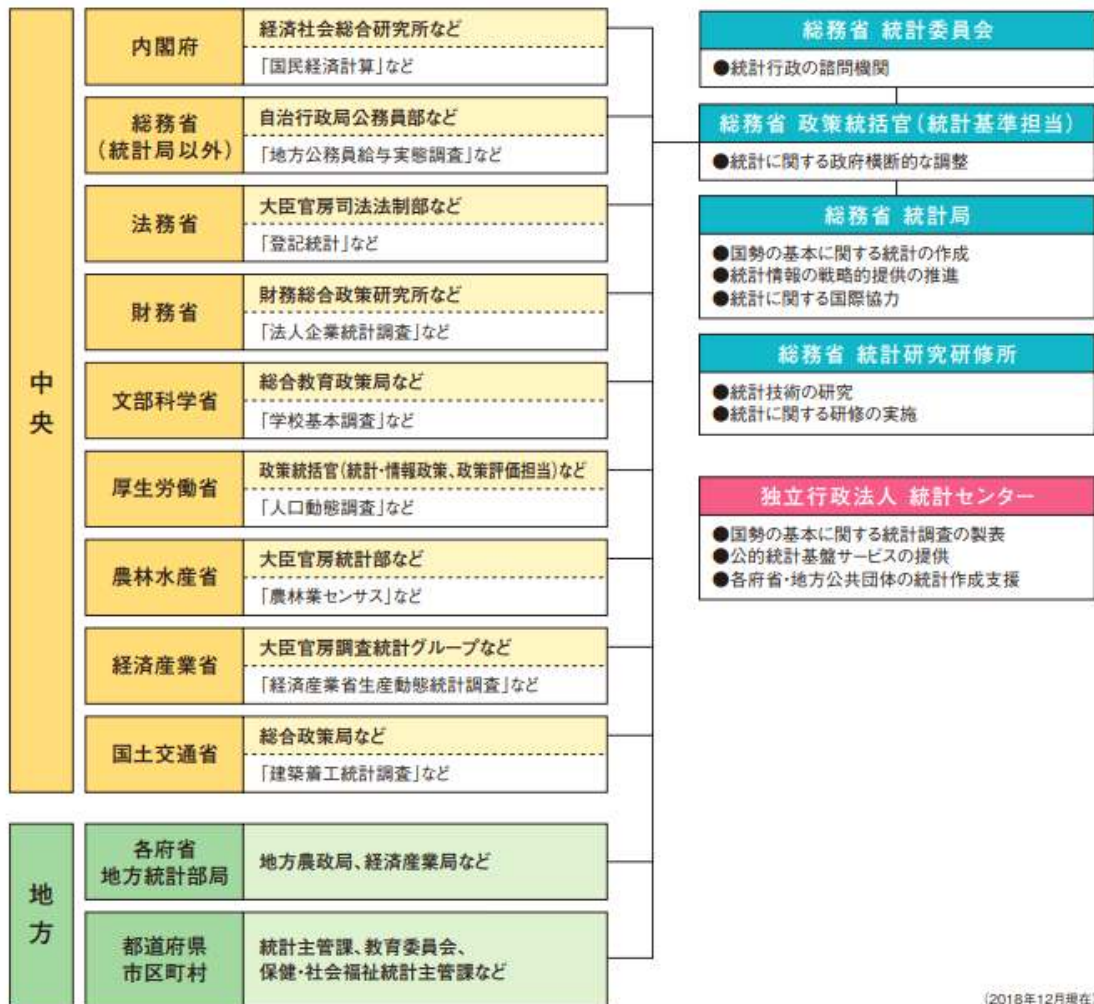 中央
内閣府
経済社会総合研究所など
「国民経済計算」など
総務省
(統計局以外)
自治行政局公務員部など
「地方公務員給与実態調査」など
法務省
大臣官房司法法制部など
「登記統計」など
財務省
財務総合政策研究所など
「法人企業統計調査」など
文部科学省
総合教育政策局など
「学校基本調査」など
厚生労働省
政策統括官(統計・情報政策、政策評価担当)など
「人口動態調査」など
農林水産省
大臣官房統計部など
「農林業センサス」など
経済産業省
大臣官房調査統計グループなど
「経済産業省生産動態統計調査」など
国土交通省
総合政策局など
「建築着工統計調査」など
地方
各府省
地方統計部局
地方農政局、経済産業局など
都道府県
市区町村
統計主管課、教育委員会、
保健・社会福祉統計主管課など
総務省 統計委員会
●統計行政の諮問機関
総務省 政策統括官(統計基準担当)
●統計に関する政府横断的な調整
総務省 統計局
●国勢の基本に関する統計の作成
●統計情報の戦略的提供の推進
●統計に関する国際協力
総務省 統計研究研修所
●統計技術の研究
●統計に関する研修の実施
独立行政法人 統計センター
●国勢の基本に関する統計調査の製表
●公的統計基盤サービスの提供
●各府省・地方公共団体の統計作成支援
(2018年12月現在)